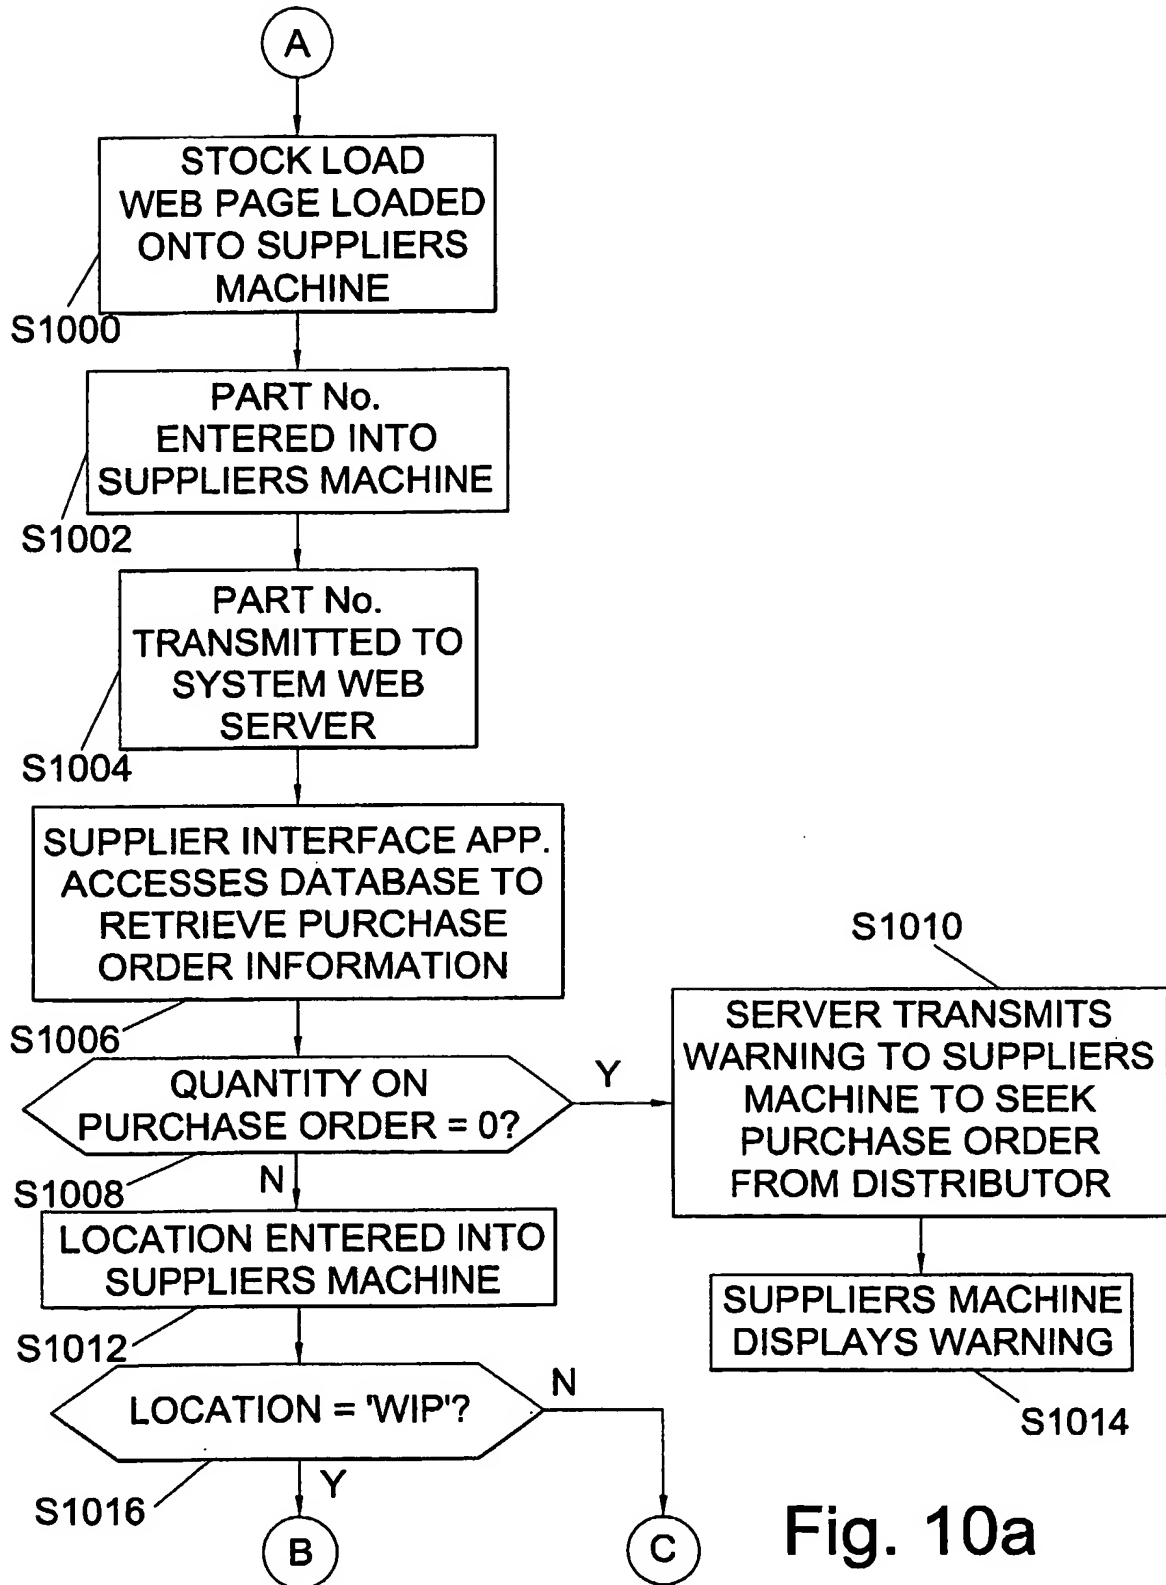 A
STOCK LOAD
WEB PAGE LOADED
ONTO SUPPLIERS
MACHINE
S1000
PART No.
ENTERED INTO
SUPPLIERS MACHINE
S1002
PART No.
TRANSMITTED TO
SYSTEM WEB
SERVER
S1004
SUPPLIER INTERFACE APP.
ACCESSES DATABASE TO
RETRIEVE PURCHASE
ORDER INFORMATION
S1006
QUANTITY ON
PURCHASE ORDER = 0?
Y
S1008
N
S1010
SERVER TRANSMITS
WARNING TO SUPPLIERS
MACHINE TO SEEK
PURCHASE ORDER
FROM DISTRIBUTOR
SUPPLIERS MACHINE
DISPLAYS WARNING
S1014
LOCATION ENTERED INTO
SUPPLIERS MACHINE
S1012
LOCATION = 'WIP'?
N
S1016
Y
B
C
Fig. 10a